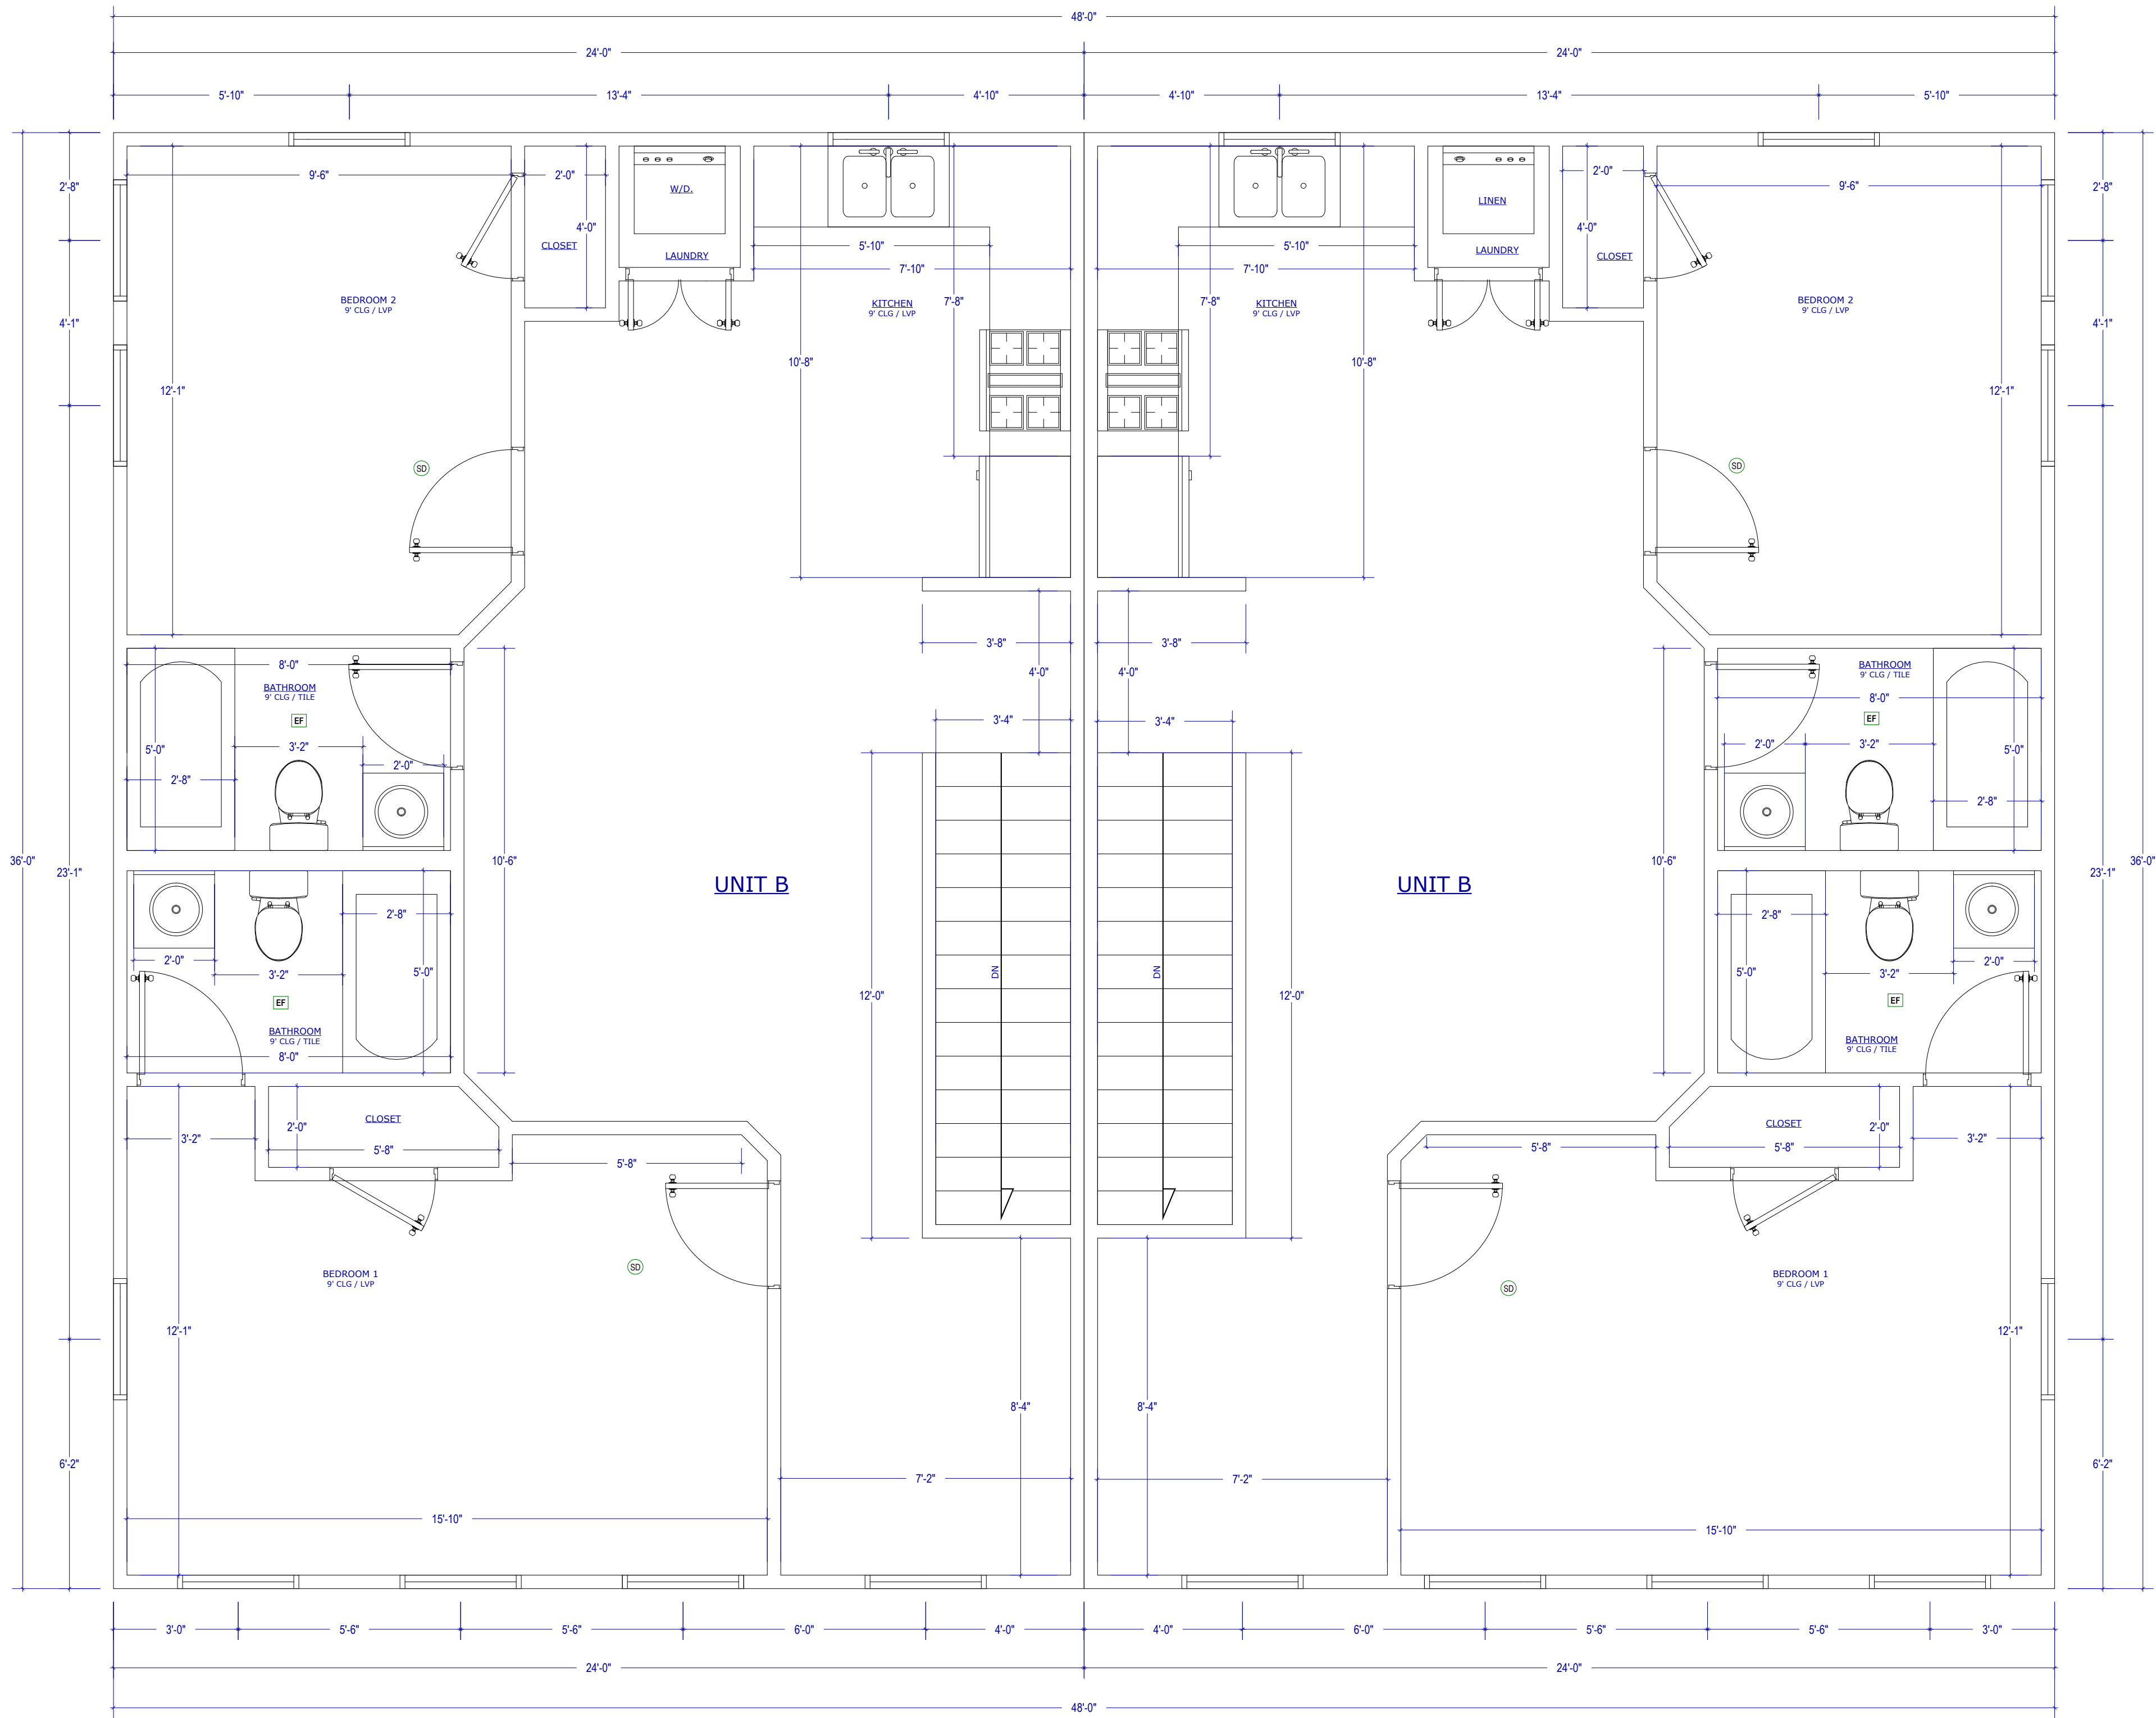 48'-0"
24'-0" 24'-0"
5'-10" 13'-4" 4'-10" 4'-10" 13'-4" 5'-10"
2'-8" 9'-6" 2'-0" W/D. LINEN 2'-0" 9'-6" 2'-8"
4'-0" 4'-0"
CLOSET LAUNDRY 5'-10" 5'-10" LAUNDRY CLOSET
7'-10" 7'-10"
BEDROOM 2 KITCHEN 7'-8" 7'-8" KITCHEN BEDROOM 2
9' CLG / LVP 9' CLG / LVP 9' CLG / LVP 9' CLG / LVP
4'-1" 4'-1"
10'-8" 10'-8"
12'-1" 12'-1"
SD SD
3'-8" 3'-8"
8'-0" 4'-0" 4'-0" BATHROOM
9' CLG / TILE
BATHROOM 8'-0"
9' CLG / TILE
EF 3'-4" 3'-4" EF
5'-0" 3'-2" 2'-0" 3'-2" 5'-0"
2'-8" 2'-0" 2'-8"
36'-0" 23'-1" 10'-6" 10'-6" 23'-1" 36'-0"
UNIT B UNIT B
2'-8" 2'-8"
2'-0" 3'-2" 5'-0" DN DN 5'-0" 3'-2" 2'-0"
EF 12'-0" 12'-0" EF
BATHROOM BATHROOM
9' CLG / TILE 9' CLG / TILE
8'-0"
CLOSET CLOSET
3'-2" 2'-0" 2'-0" 3'-2"
5'-8" 5'-8" 5'-8" 5'-8"
SD SD
BEDROOM 1 BEDROOM 1
9' CLG / LVP 9' CLG / LVP
12'-1" 12'-1"
8'-4" 8'-4"
6'-2" 7'-2" 7'-2" 6'-2"
15'-10" 15'-10"
3'-0" 5'-6" 5'-6" 6'-0" 4'-0" 4'-0" 6'-0" 5'-6" 5'-6" 3'-0"
24'-0" 24'-0"
48'-0"